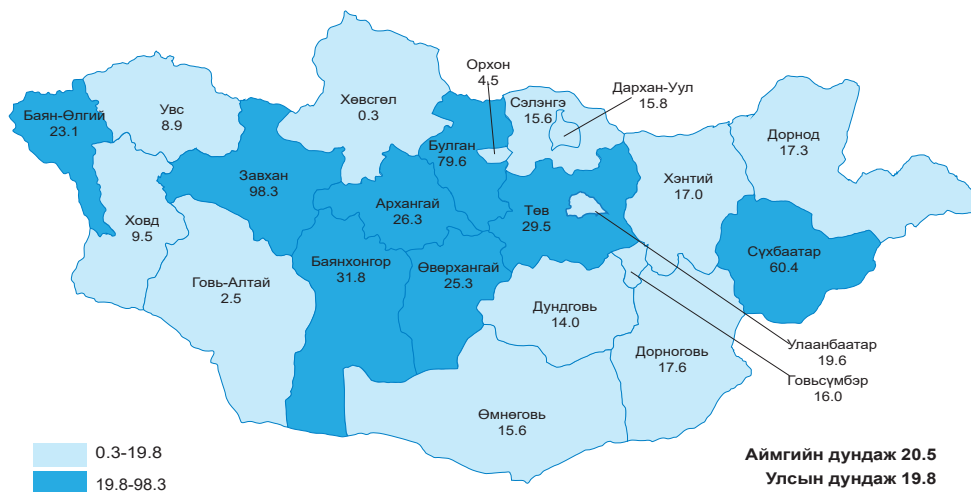 Орхон
4.5
Дархан-Уул
15.8
Сэлэнгэ
15.6
Хөвсгөл
0.3
Увс
8.9
Баян-Өлгий
23.1
Дорнод
17.3
Булган
79.6
Завхан
98.3
Хэнтий
17.0
Архангай
26.3
Төв
29.5
Ховд
9.5
Сүхбаатар
60.4
Баянхонгор
31.8
Өвөрхангай
25.3
Говь-Алтай
2.5
Дундговь
14.0
Улаанбаатар
19.6
Дорноговь
17.6
Говьсүмбэр
16.0
Өмнөговь
15.6
0.3-19.8
19.8-98.3
Аймгийн дундаж 20.5
Улсын дундаж 19.8